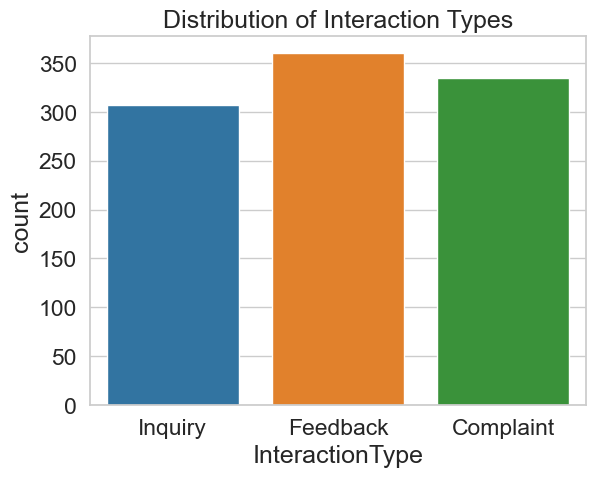 Distribution of Interaction Types
count
350
300
250
200
150
100
50
0
Inquiry Feedback Complaint
InteractionType